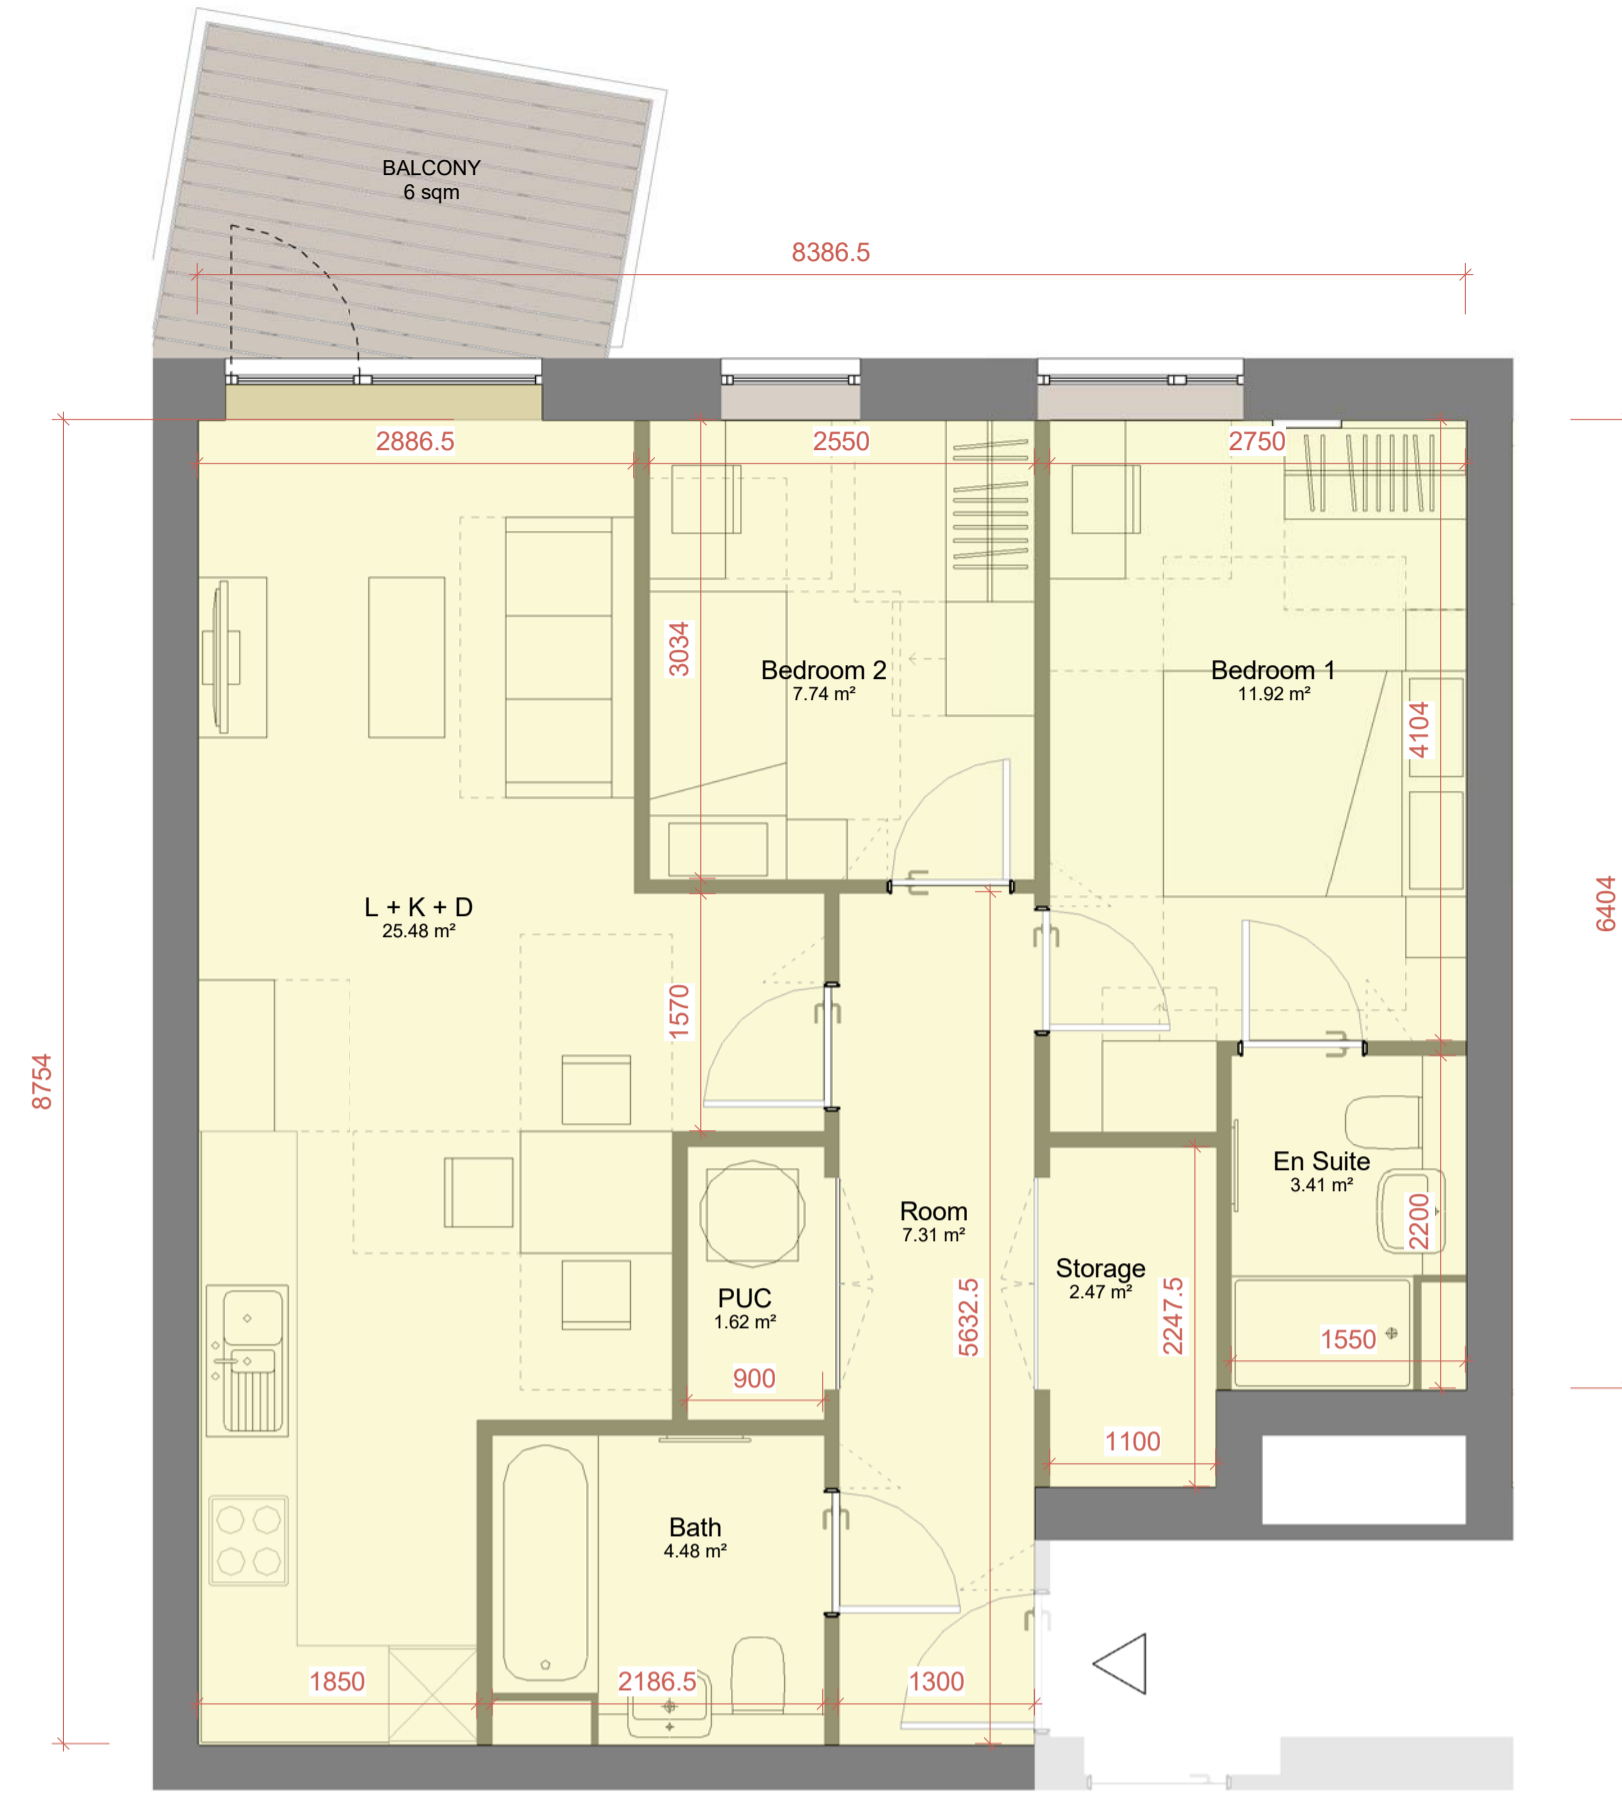 BALCONY
6 sqm
8386.5
2886.5
2550
2750
3034
Bedroom 2
7.74 m²
Bedroom 1
11.92 m²
4104
L + K + D
25.48 m²
6404
1570
8754
En Suite
3.41 m²
2200
Room
7.31 m²
Storage
2.47 m²
PUC
1.62 m²
5632.5
2247.5
1550
900
1100
Bath
4.48 m²
1850
2186.5
1300